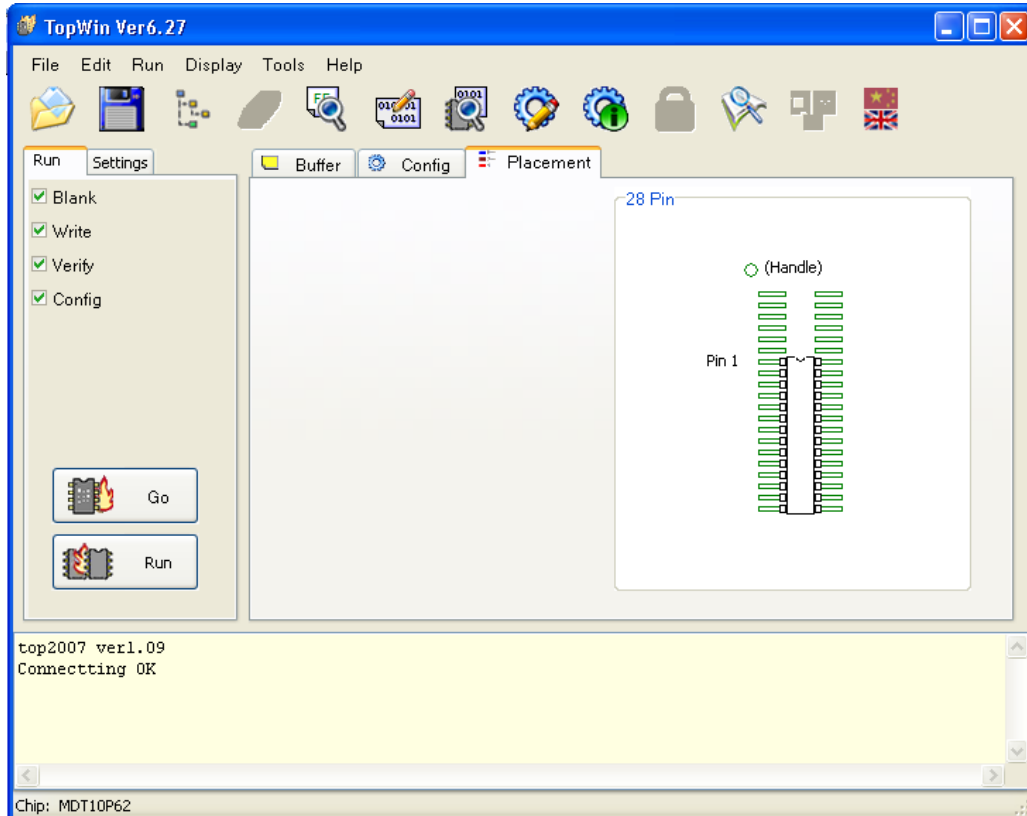 TopWin Ver6.27
File Edit Run Display Tools Help
Run Settings
Buffer Config Placement
Blank
Write
Verify
Config
28 Pin
(Handle)
Pin 1
Go
Run
top2007 ver1.09
Connectting OK
Chip: MDT10P62